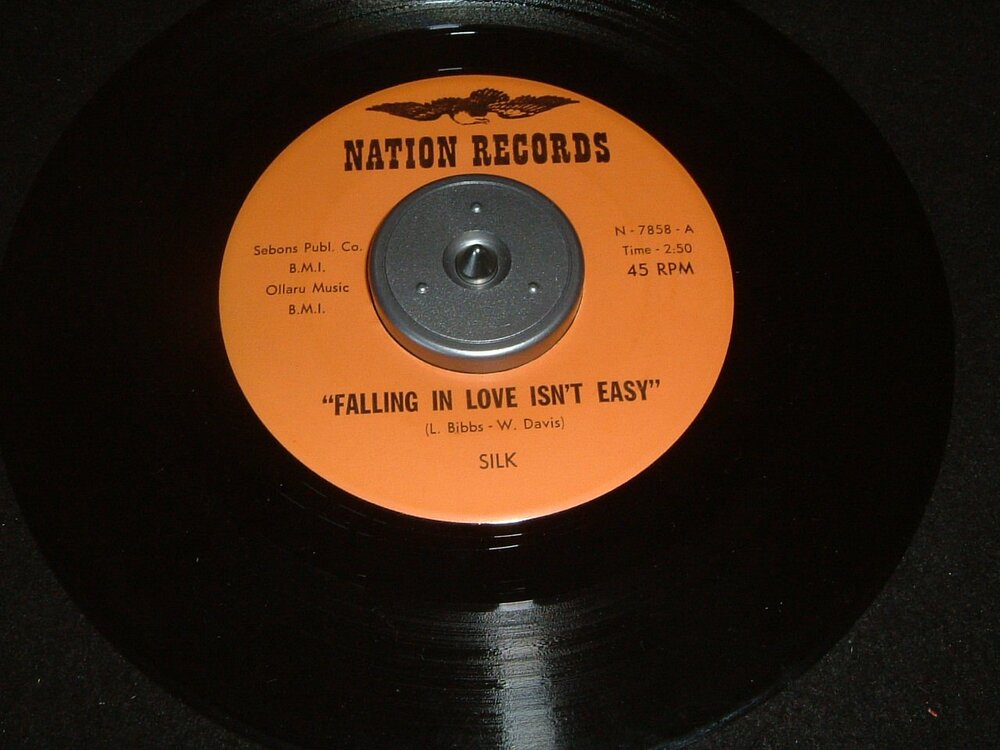 NATION RECORDS
Sebons Publ. Co.
B.M.I.
Ollaru Music
B.M.I.
N - 7858 - A
Time - 2:50
45 RPM
“FALLING IN LOVE ISN’T EASY”
(L. Bibbs - W. Davis)
SILK